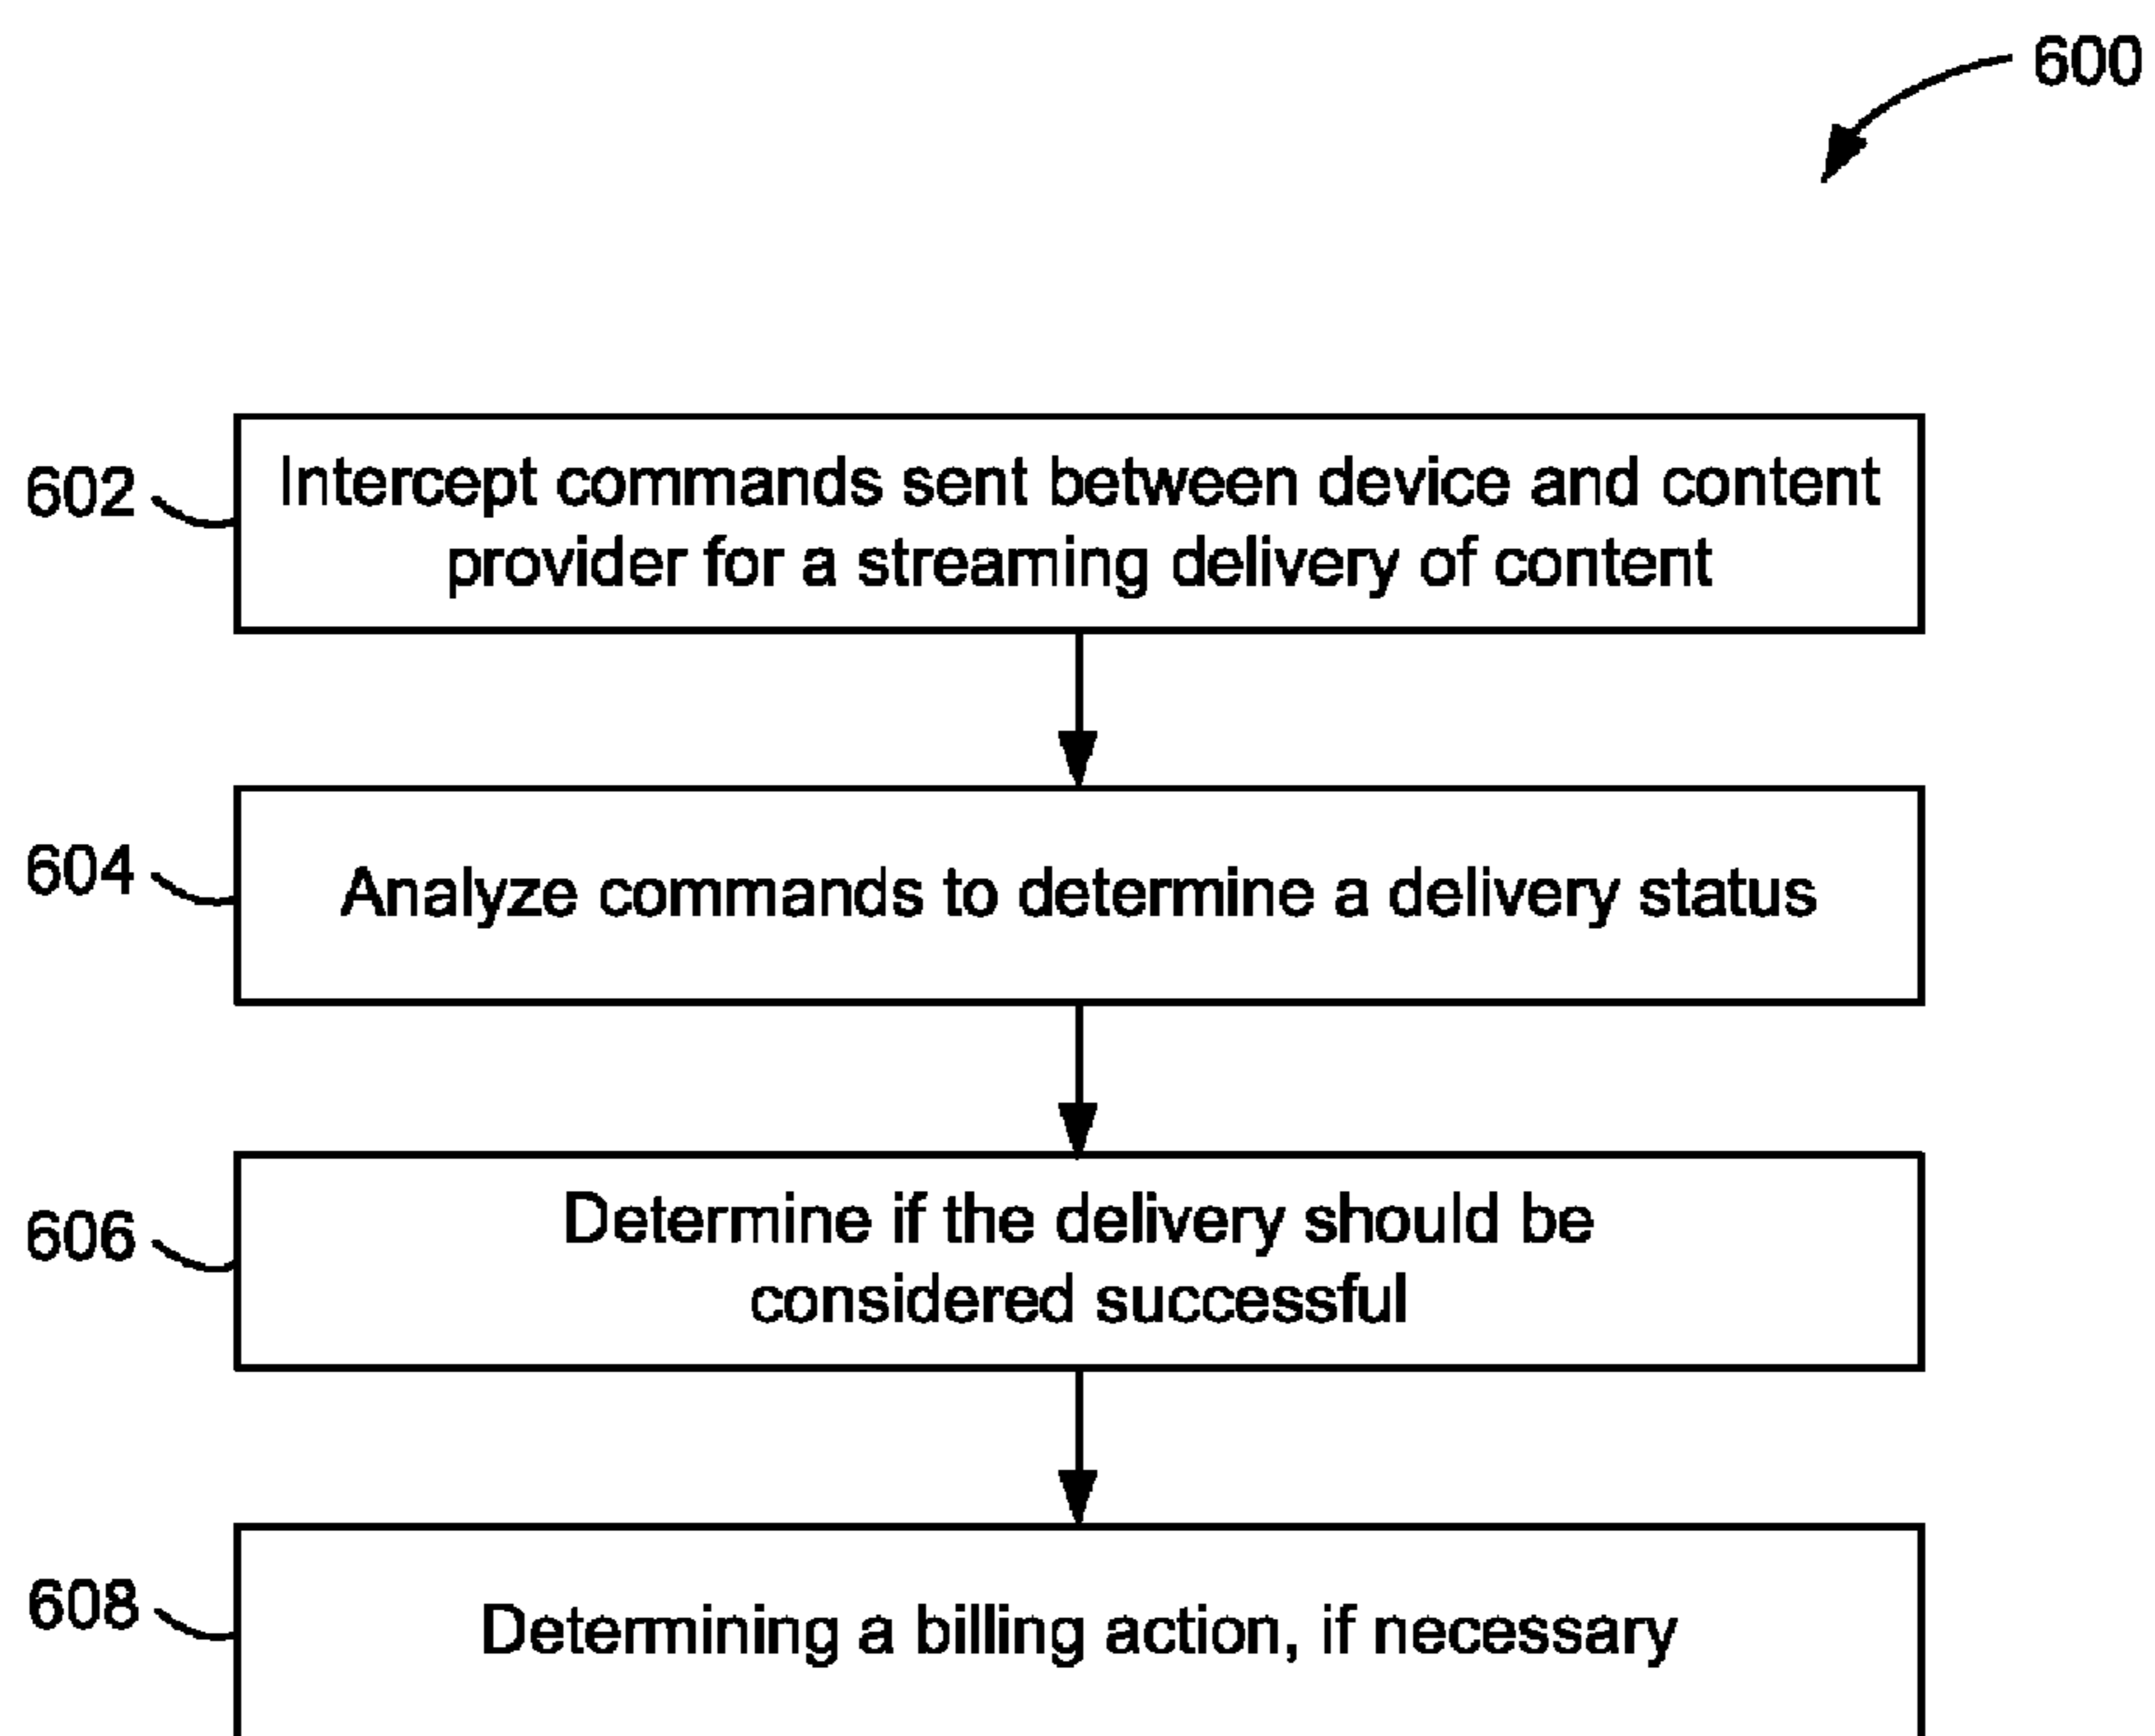 600
602
Intercept commands sent between device and content
provider for a streaming delivery of content
604
Analyze commands to determine a delivery status
606
Determine if the delivery should be
considered successful
608
Determining a billing action, if necessary